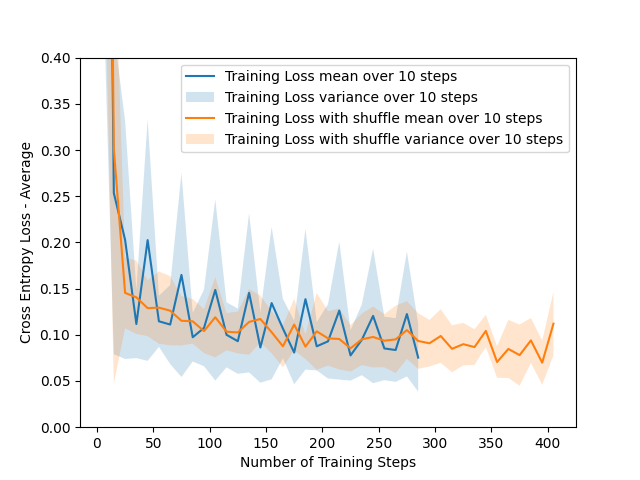 0.40
0.35
0.30
0.25
0.20
0.15
0.10
0.05
0.00
Cross Entropy Loss - Average
Training Loss mean over 10 steps
Training Loss variance over 10 steps
Training Loss with shuffle mean over 10 steps
Training Loss with shuffle variance over 10 steps
0 50 100 150 200 250 300 350 400
Number of Training Steps